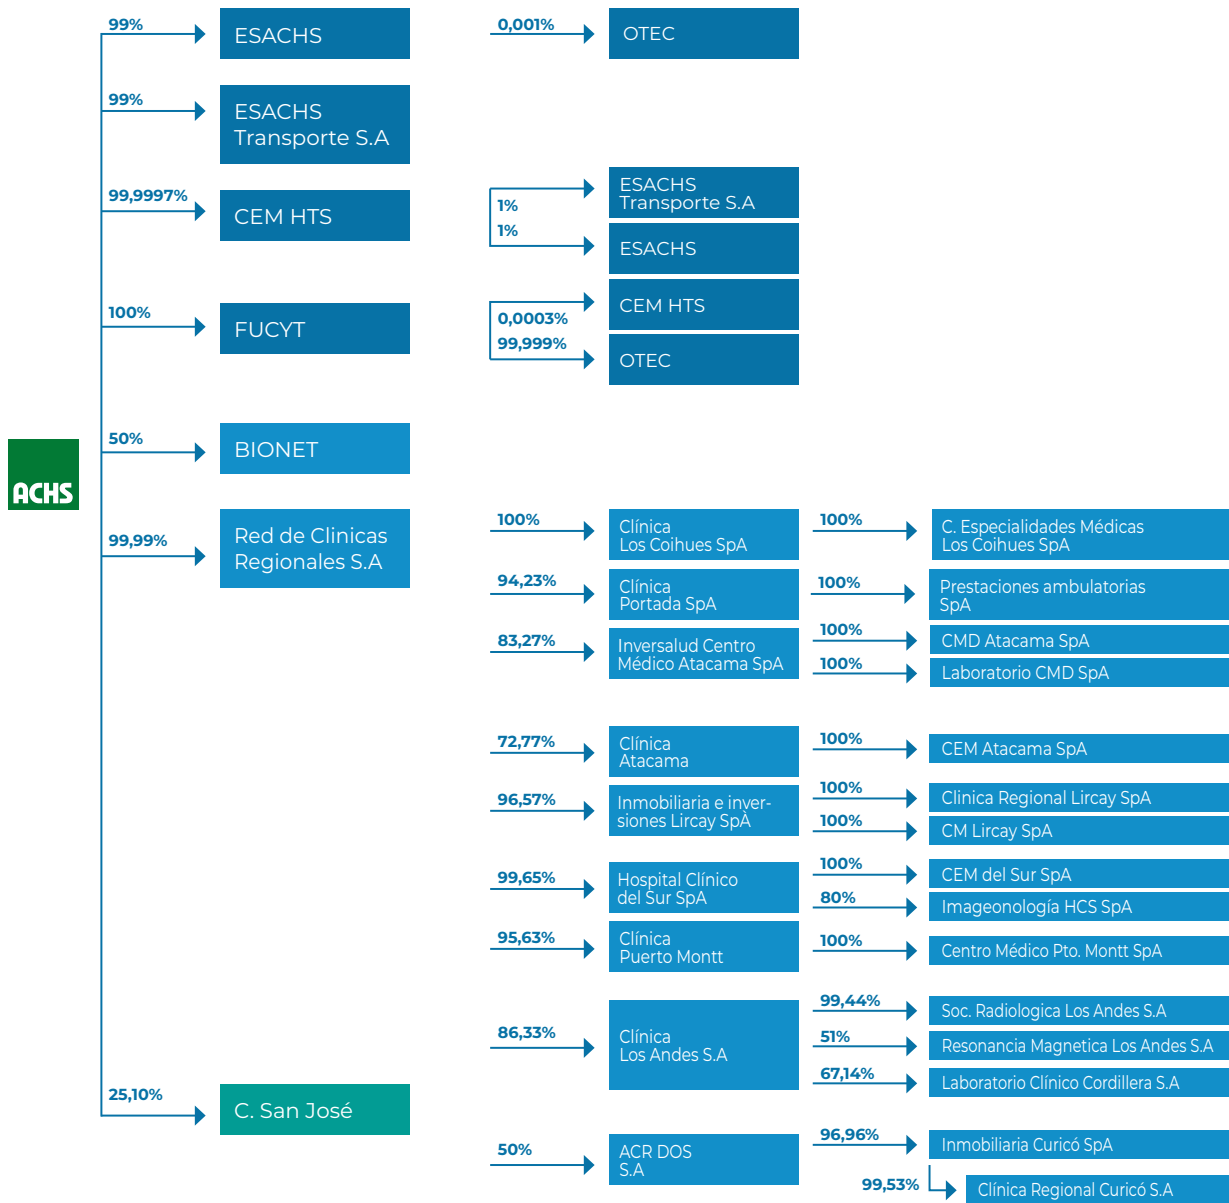 99%
ESACHS
0,001%
OTEC
99%
ESACHS
Transporte S.A
99,9997%
CEM HTS
1%
1%
ESACHS
Transporte S.A
ESACHS
100%
FUCYT
0,0003%
99,999%
CEM HTS
OTEC
ACHS
50%
BIONET
99,99%
Red de Clinicas
Regionales S.A
100%
Clínica
Los Coihues SpA
100%
C. Especialidades Médicas
Los Coihues SpA
94,23%
Clínica
Portada SpA
100%
Prestaciones ambulatorias
SpA
83,27%
Inversalud Centro
Médico Atacama SpA
100%
CMD Atacama SpA
100%
Laboratorio CMD SpA
72,77%
Clínica
Atacama
100%
CEM Atacama SpA
96,57%
Inmobiliaria e inver-
siones Lircay SpA
100%
Clinica Regional Lircay SpA
100%
CM Lircay SpA
99,65%
Hospital Clínico
del Sur SpA
100%
CEM del Sur SpA
80%
Imageonología HCS SpA
95,63%
Clínica
Puerto Montt
100%
Centro Médico Pto. Montt SpA
86,33%
Clínica
Los Andes S.A
99,44%
Soc. Radiologica Los Andes S.A
51%
Resonancia Magnetica Los Andes S.A
67,14%
Laboratorio Clínico Cordillera S.A
25,10%
C. San José
50%
ACR DOS
S.A
96,96%
Inmobiliaria Curicó SpA
99,53%
Clínica Regional Curicó S.A